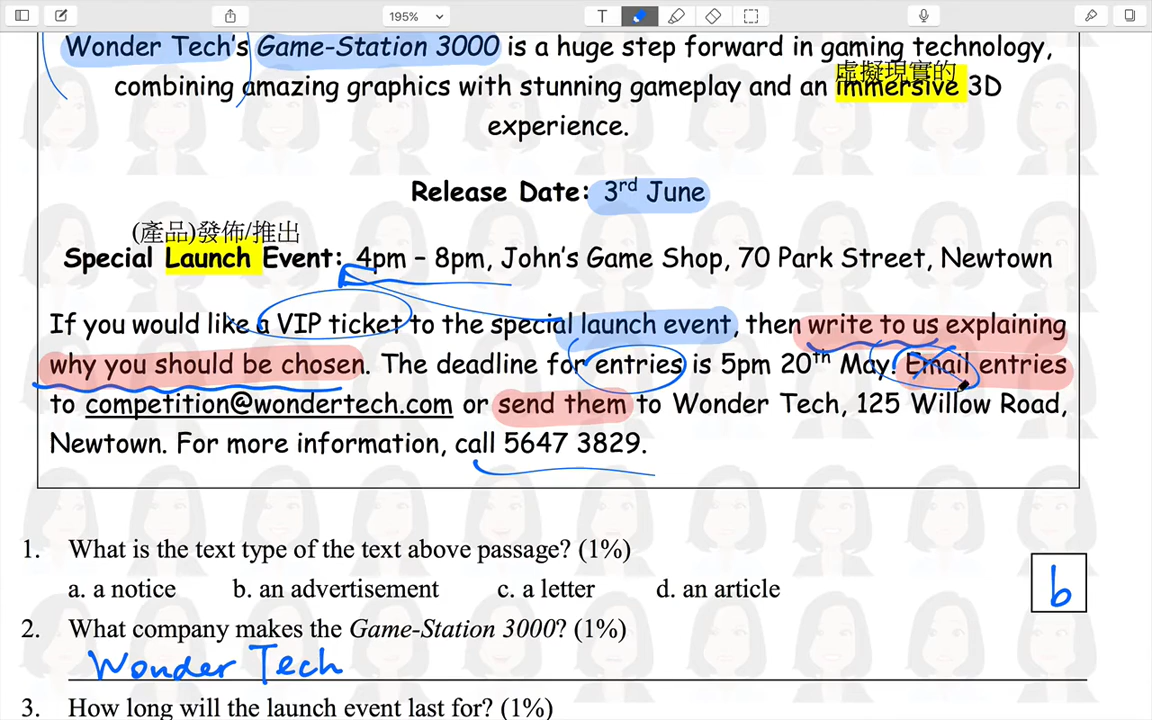 195%
Wonder Tech's Game-Station 3000 is a huge step forward in gaming technology,
虛擬現實的
combining amazing graphics with stunning gameplay and an immersive 3D
experience.
Release Date: 3rd June
(產品)發佈/推出
Special Launch Event: 4pm – 8pm, John's Game Shop, 70 Park Street, Newtown
If you would like a VIP ticket to the special launch event, then write to us explaining
why you should be chosen. The deadline for entries is 5pm 20th May! Email entries
to competition@wondertech.com or send them to Wonder Tech, 125 Willow Road,
Newtown. For more information, call 5647 3829.
1. What is the text type of the text above passage? (1%)
a. a notice b. an advertisement c. a letter d. an article
b
2. What company makes the Game-Station 3000? (1%)
Wonder Tech
3. How long will the launch event last for? (1%)